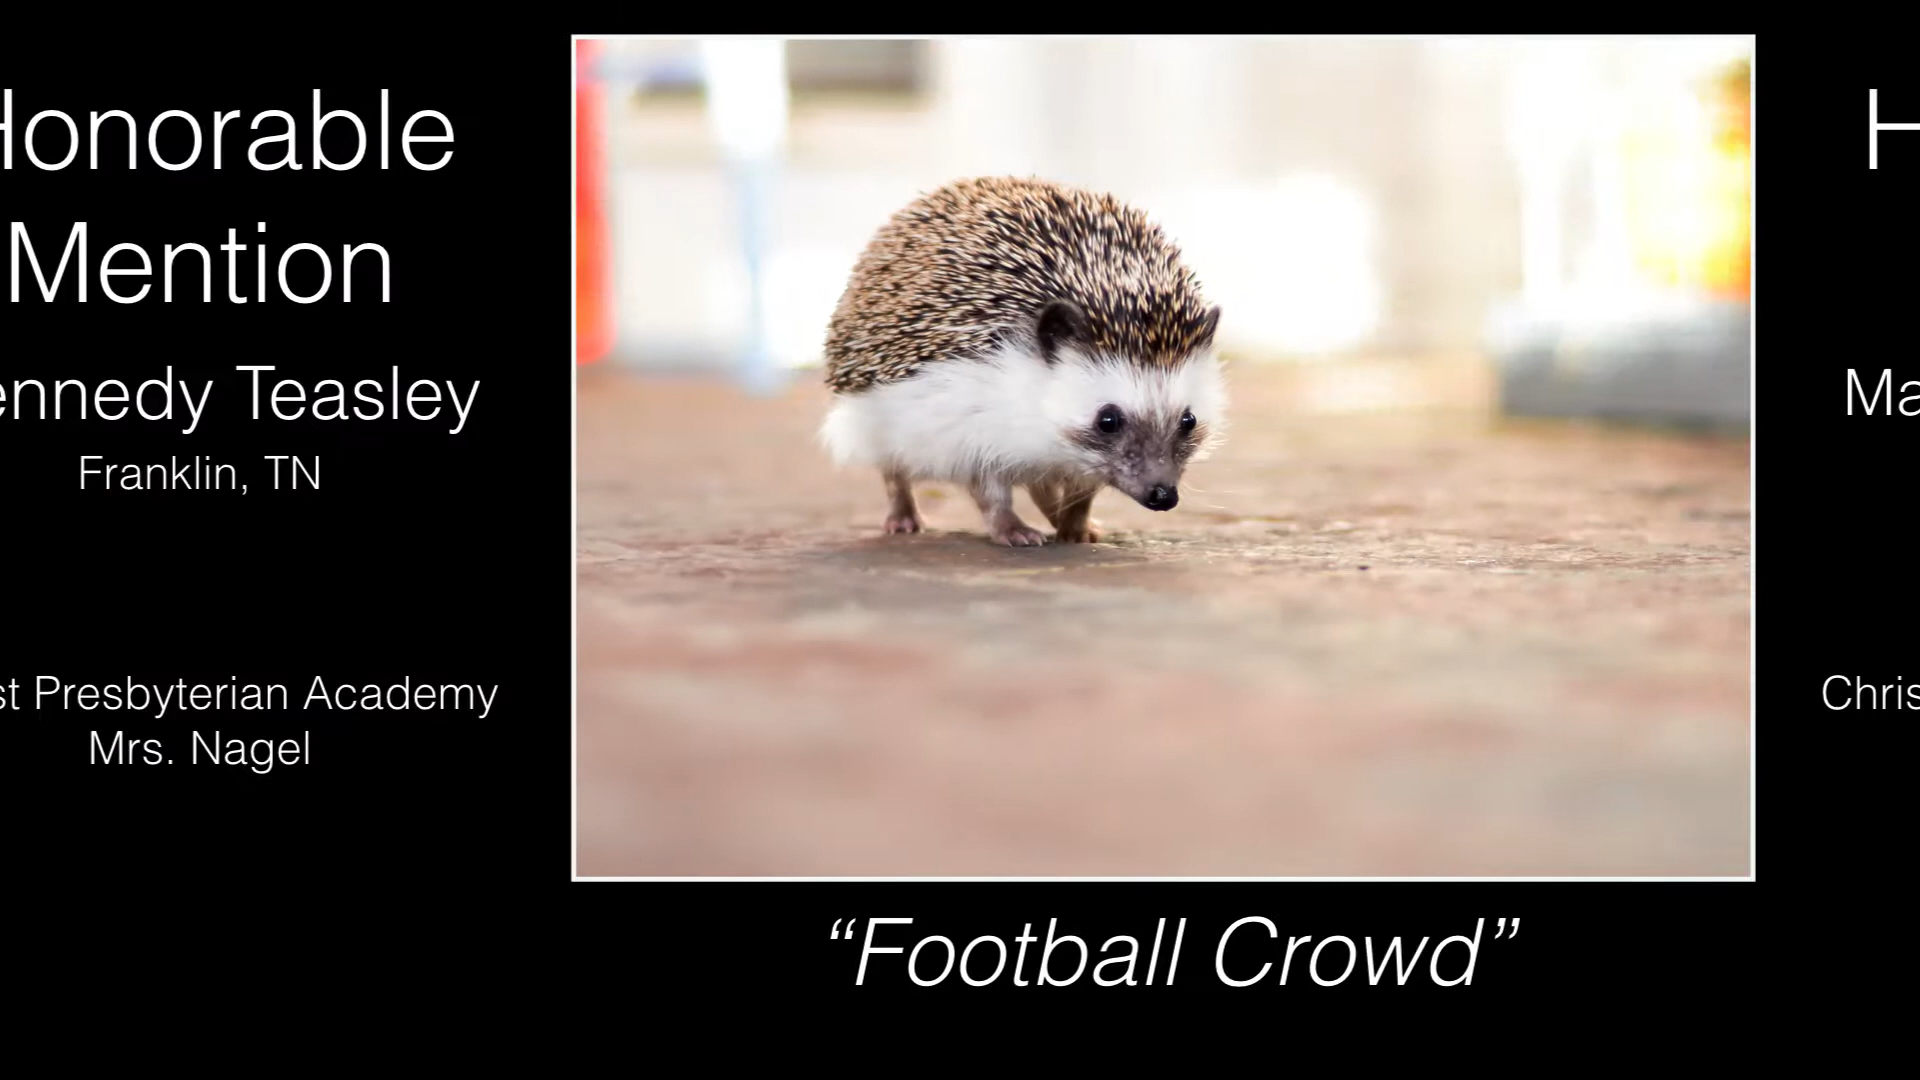 Honorable
Mention
ennedy Teasley
Franklin, TN
st Presbyterian Academy
Mrs. Nagel
“Football Crowd”
H
Ma
Chris